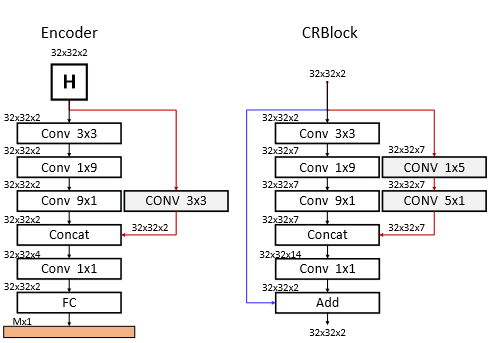 Encoder
32x32x2
H
32x32x2
Conv 3x3
32x32x2
Conv 1x9
32x32x2
Conv 9x1
CONV 3x3
32x32x2
Concat
32x32x2
32x32x4
Conv 1x1
32x32x2
FC
Mx1
CRBlock
32x32x2
32x32x2
Conv 3x3
32x32x7
Conv 1x9
32x32x7
CONV 1x5
32x32x7
Conv 9x1
32x32x7
CONV 5x1
32x32x7
Concat
32x32x7
32x32x14
Conv 1x1
32x32x2
Add
32x32x2